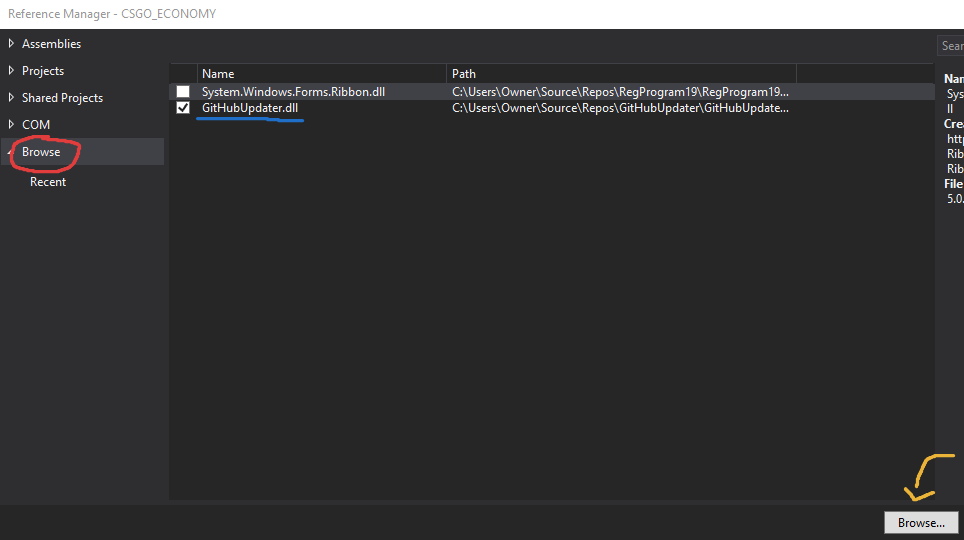 Reference Manager - CSGO_ECONOMY
Assemblies
Projects
Shared Projects
COM
Browse
Recent
Name Path
System.Windows.Forms.Ribbon.dll C:\Users\Owner\Source\Repos\RegProgram19\RegProgram19...
GitHubUpdater.dll C:\Users\Owner\Source\Repos\GitHubUpdater\GitHubUpdate...
Sear
Nam
Sys
ll
Crea
http
Rib
Rib
File
5.0.
Browse...